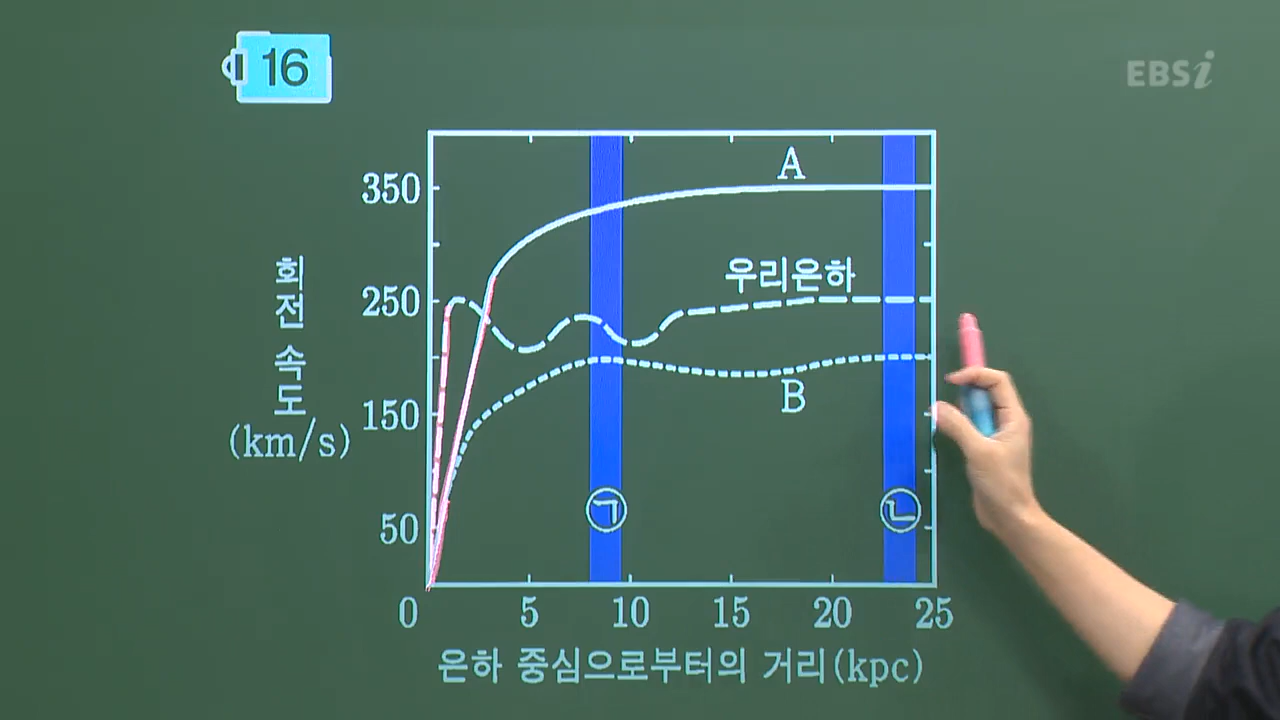 16
EBSi
A
350
우리은하
250
B
150
50
회전 속도
(km/s)
㉠
㉡
0 5 10 15 20 25
은하 중심으로부터의 거리(kpc)